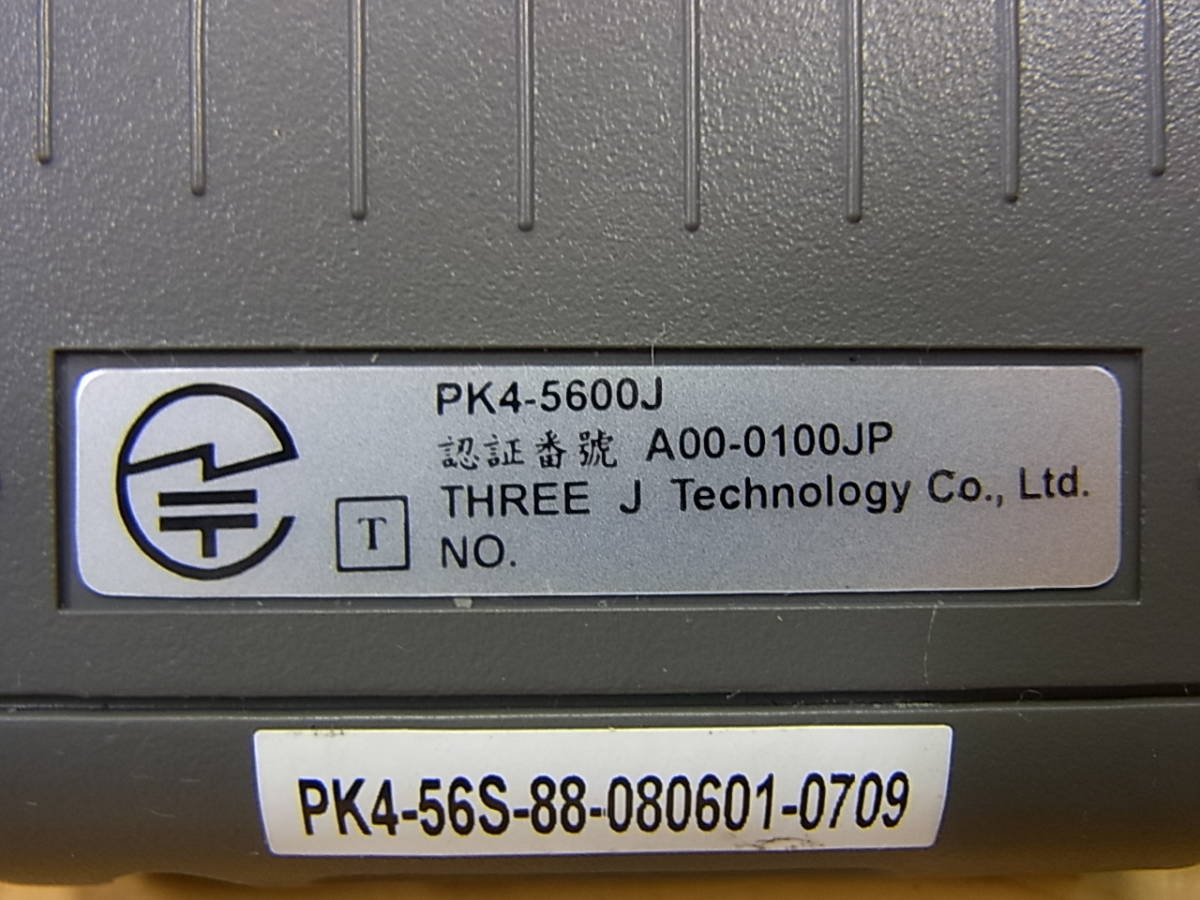 PK4-5600J
認証番號 A00-0100JP
T THREE J Technology Co., Ltd.
NO.
PK4-56S-88-080601-0709